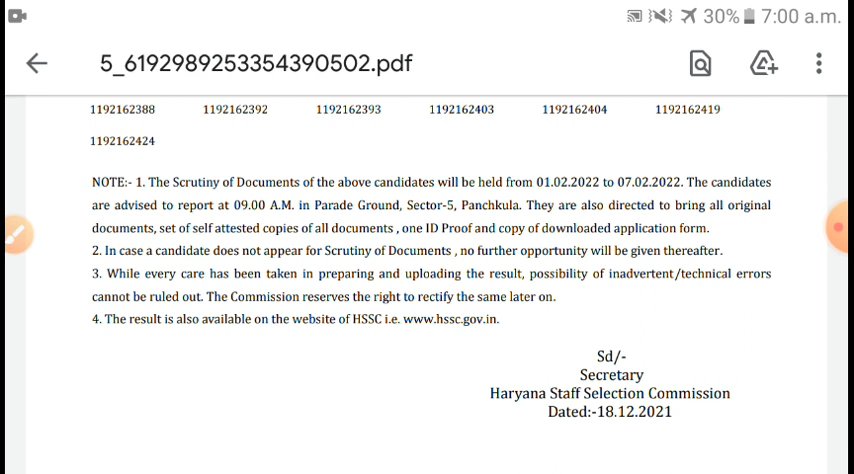 30% 7:00 a.m.
5_6192989253354390502.pdf
1192162388 1192162392 1192162393 1192162403 1192162404 1192162419
1192162424
NOTE:- 1. The Scrutiny of Documents of the above candidates will be held from 01.02.2022 to 07.02.2022. The candidates
are advised to report at 09.00 A.M. in Parade Ground, Sector-5, Panchkula. They are also directed to bring all original
documents, set of self attested copies of all documents , one ID Proof and copy of downloaded application form.
2. In case a candidate does not appear for Scrutiny of Documents , no further opportunity will be given thereafter.
3. While every care has been taken in preparing and uploading the result, possibility of inadvertent/technical errors
cannot be ruled out. The Commission reserves the right to rectify the same later on.
4. The result is also available on the website of HSSC i.e. www.hssc.gov.in.
Sd/-
Secretary
Haryana Staff Selection Commission
Dated:-18.12.2021